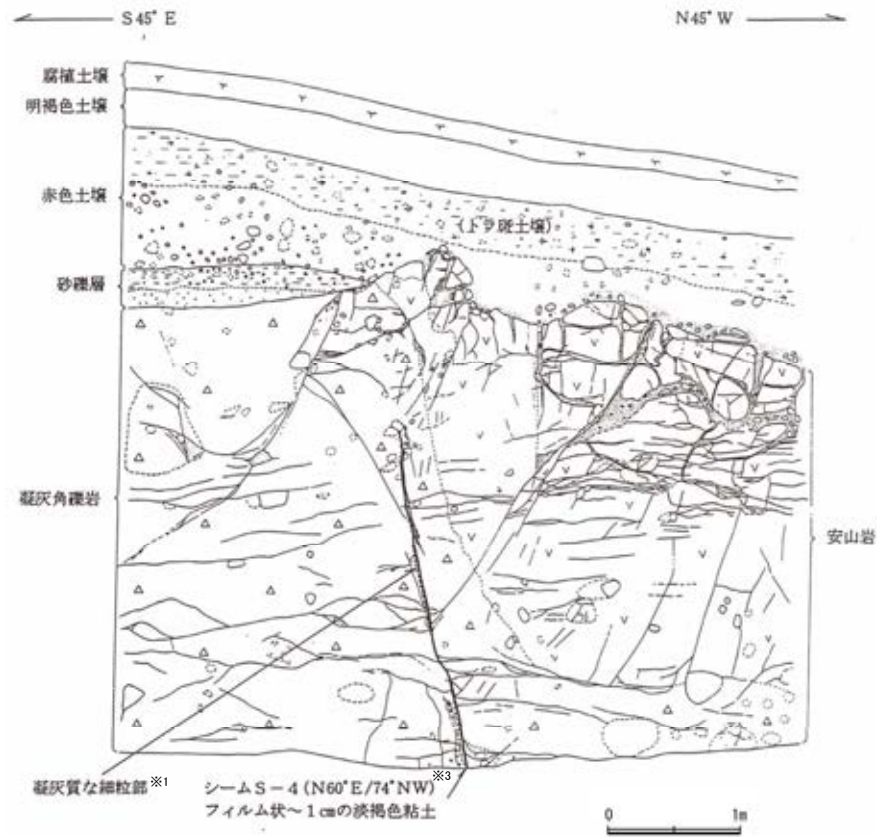 S45°E
N45°W
腐植土壌
明褐色土壌
赤色土壌
(トラ斑土壌)
砂礫層
凝灰角礫岩
安山岩
凝灰質な細粒部※1
シームS-4(N60°E/74°NW)※3
フィルム状~1㎝の淡褐色粘土
0 1m